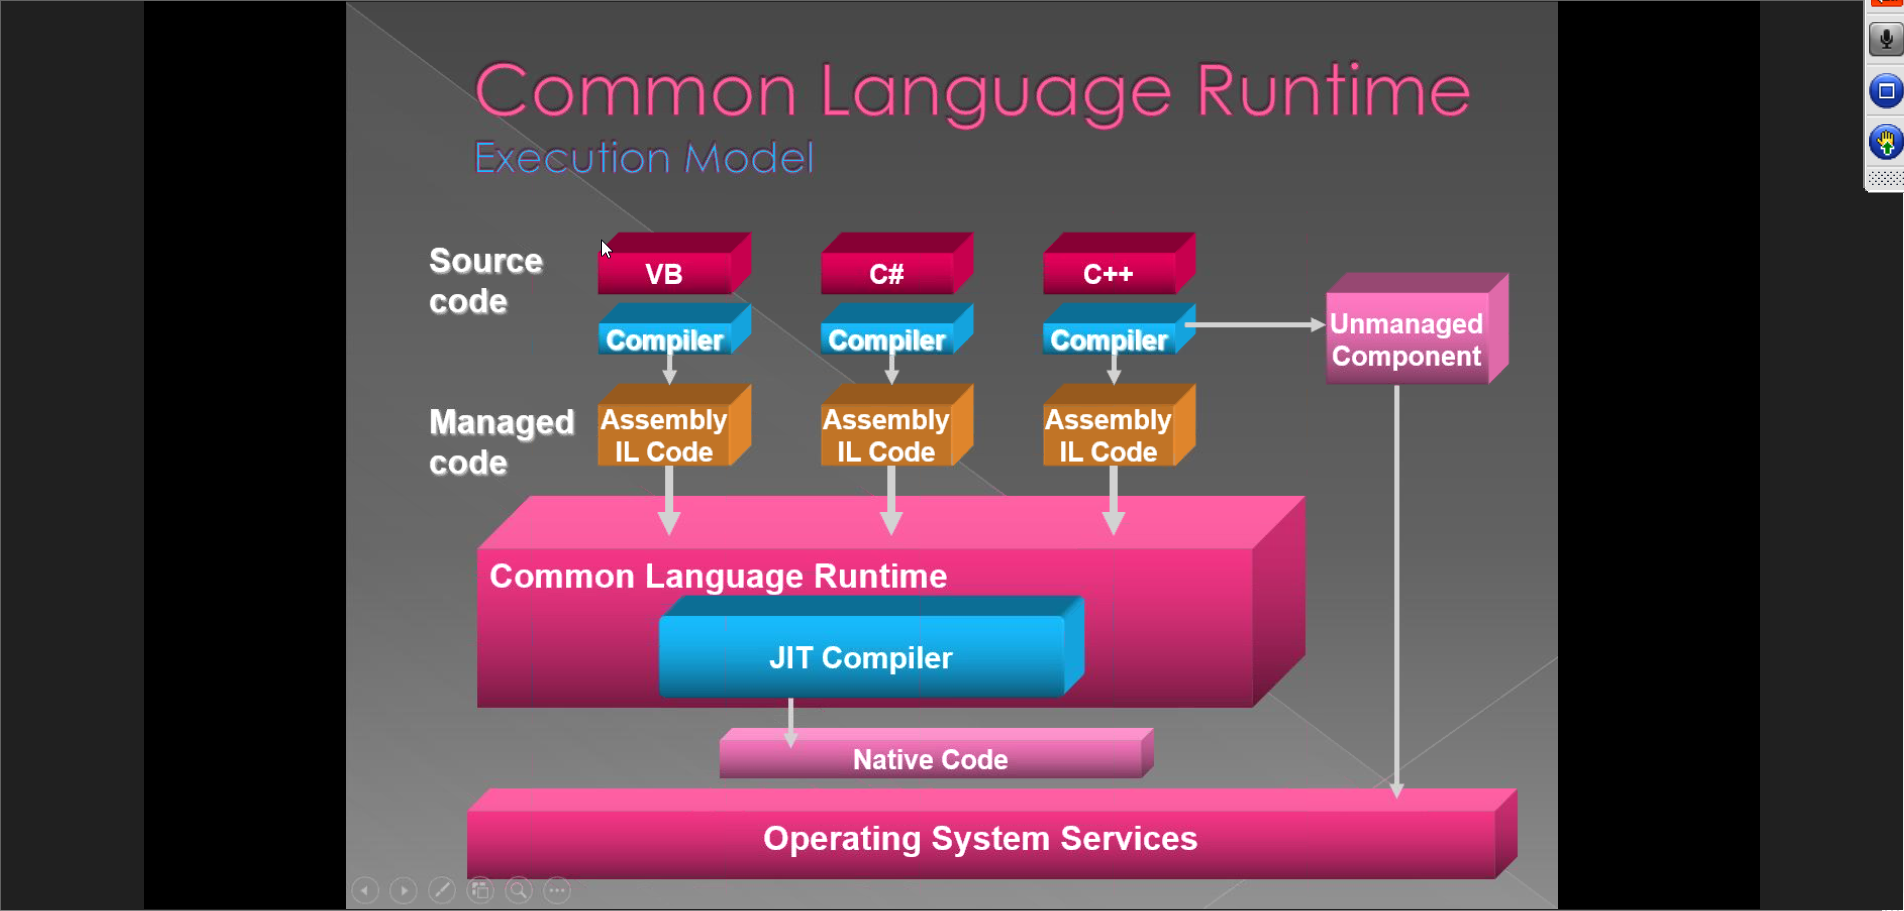 Common Language Runtime
Execution Model
Source
code
VB
C#
C++
Compiler
Compiler
Compiler
Unmanaged
Component
Managed
code
Assembly
IL Code
Assembly
IL Code
Assembly
IL Code
Common Language Runtime
JIT Compiler
Native Code
Operating System Services